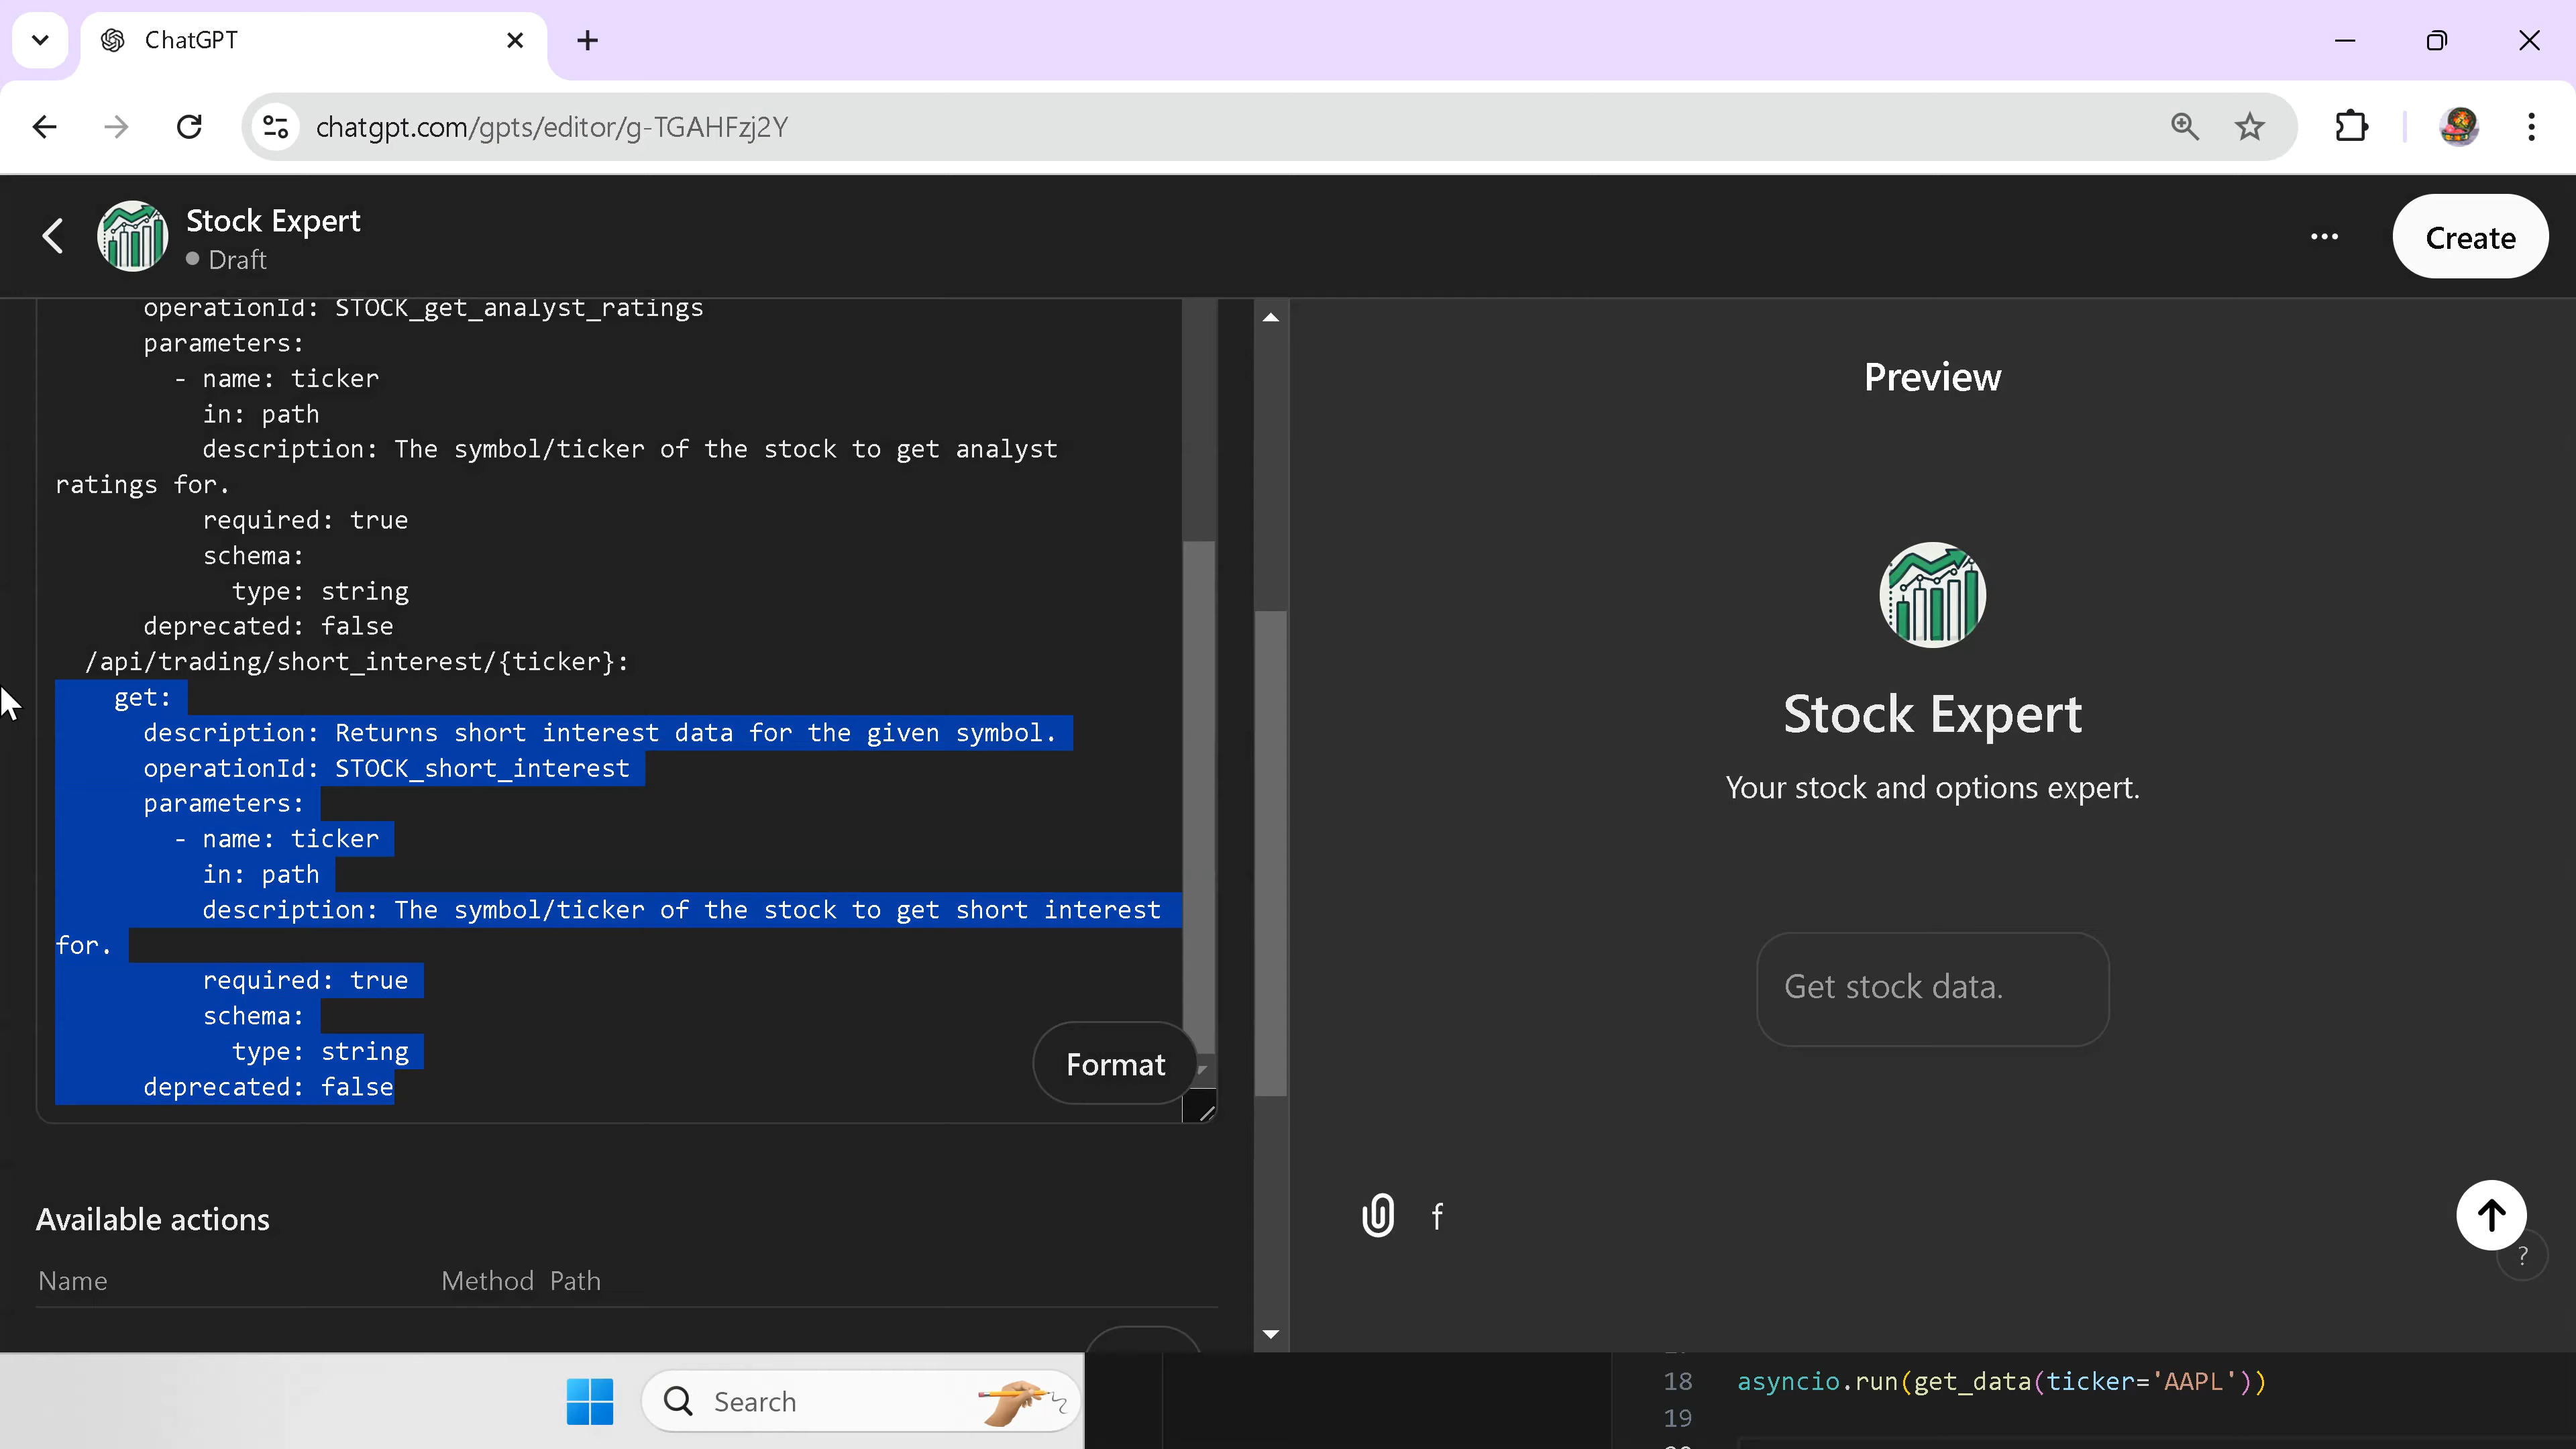 ChatGPT
chatgpt.com/gpts/editor/g-TGAHFzj2Y
Stock Expert
Draft
Create
operationId: STOCK_get_analyst_ratings
parameters:
- name: ticker
in: path
description: The symbol/ticker of the stock to get analyst
ratings for.
required: true
schema:
type: string
deprecated: false
/api/trading/short_interest/{ticker}:
get:
description: Returns short interest data for the given symbol.
operationId: STOCK_short_interest
parameters:
- name: ticker
in: path
description: The symbol/ticker of the stock to get short interest
for.
required: true
schema:
type: string
deprecated: false
Format
Available actions
Name Method Path
Preview
Stock Expert
Your stock and options expert.
Get stock data.
f
?
Search
18 asyncio.run(get_data(ticker='AAPL'))
19